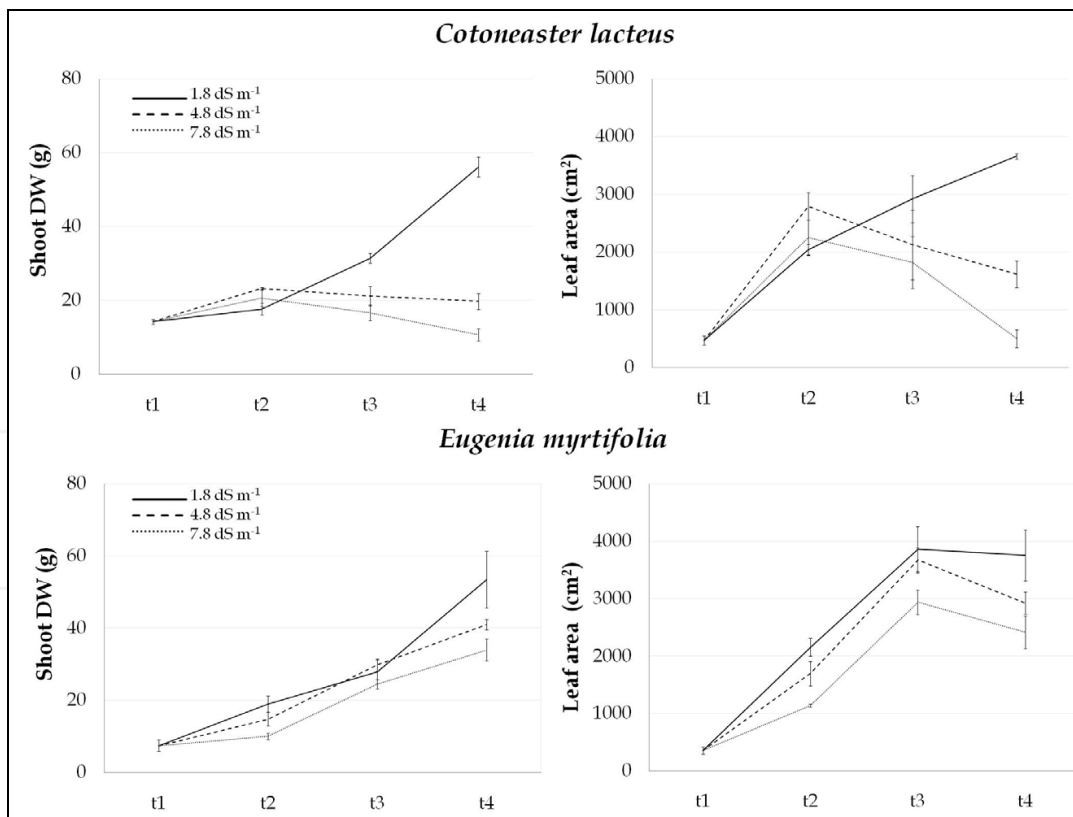 Cotoneaster lacteus
Shoot DW (g)
80
60
40
20
0
1.8 dS m⁻¹
4.8 dS m⁻¹
7.8 dS m⁻¹
t1 t2 t3 t4
Leaf area (cm²)
5000
4000
3000
2000
1000
0
t1 t2 t3 t4
Eugenia myrtifolia
Shoot DW (g)
80
60
40
20
0
1.8 dS m⁻¹
4.8 dS m⁻¹
7.8 dS m⁻¹
t1 t2 t3 t4
Leaf area (cm²)
5000
4000
3000
2000
1000
0
t1 t2 t3 t4